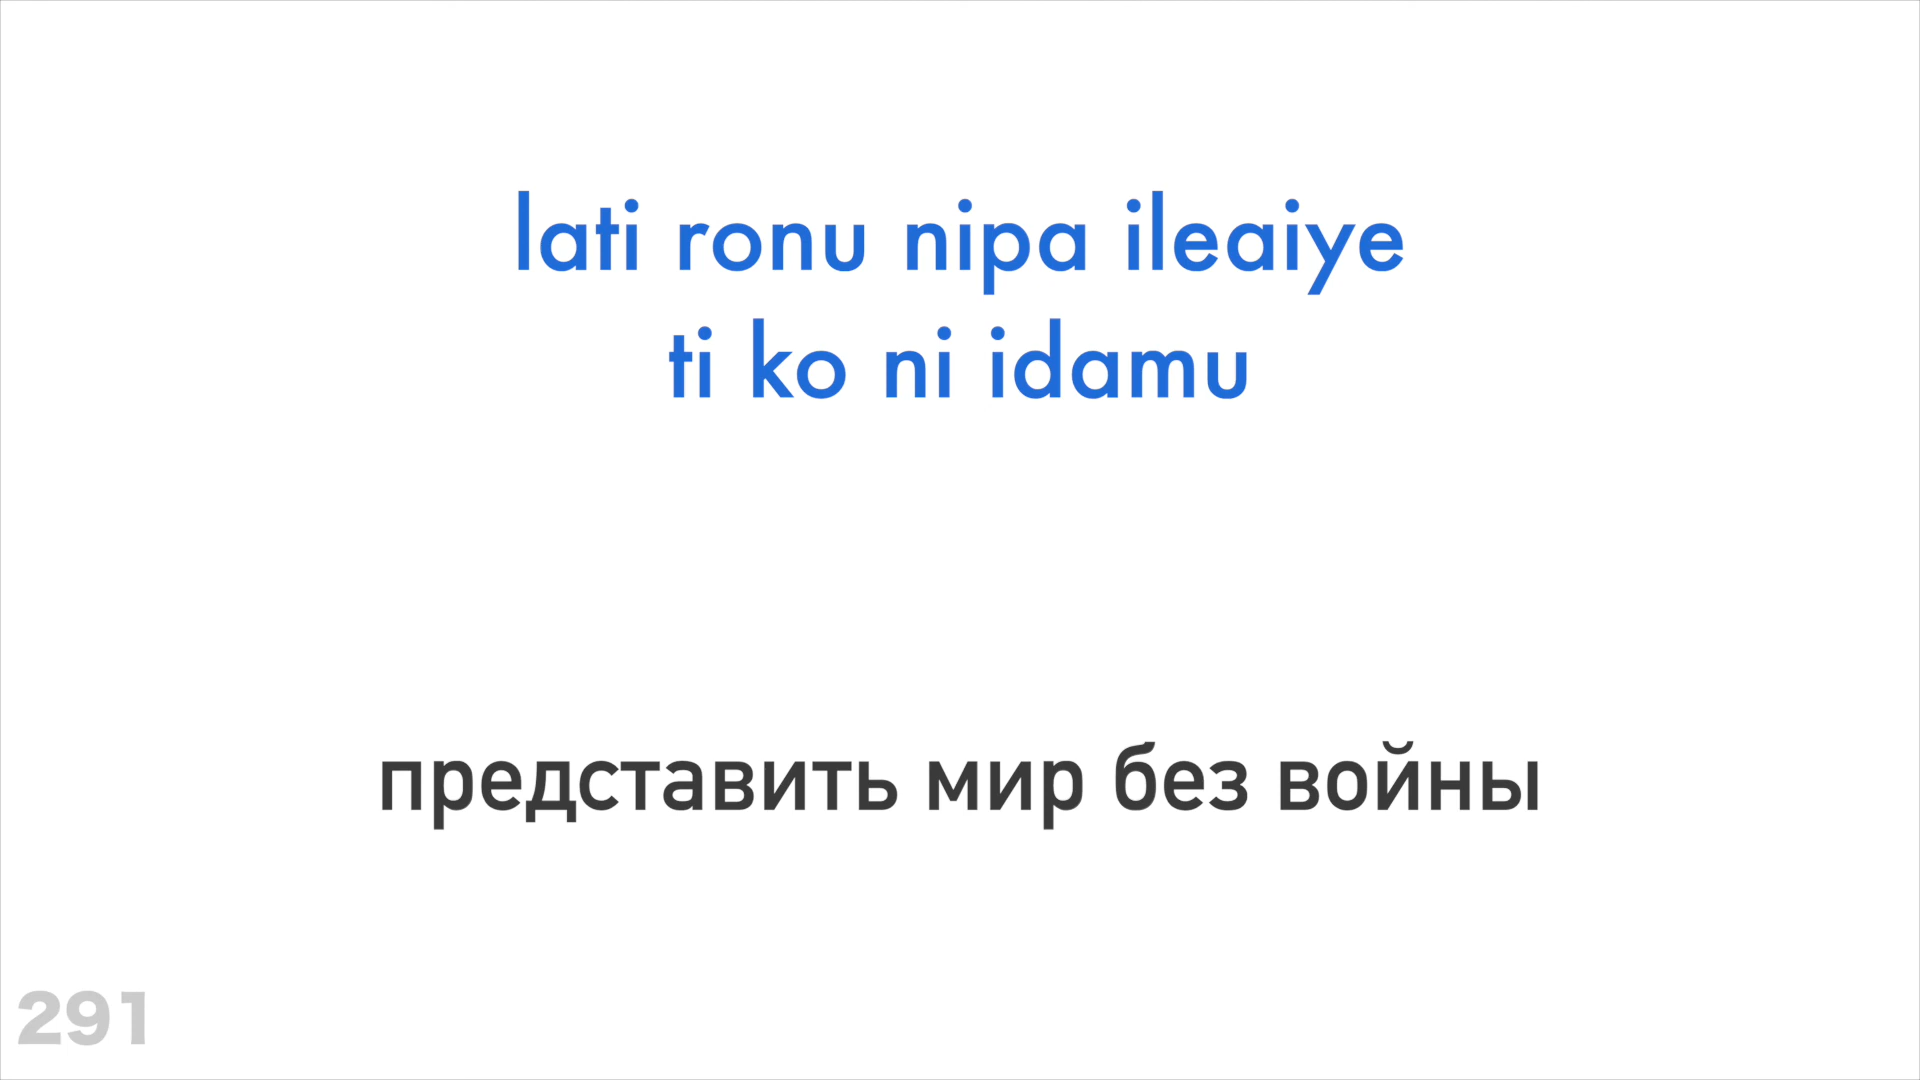 lati ronu nipa ileaiye
ti ko ni idamu
представить мир без войны
291